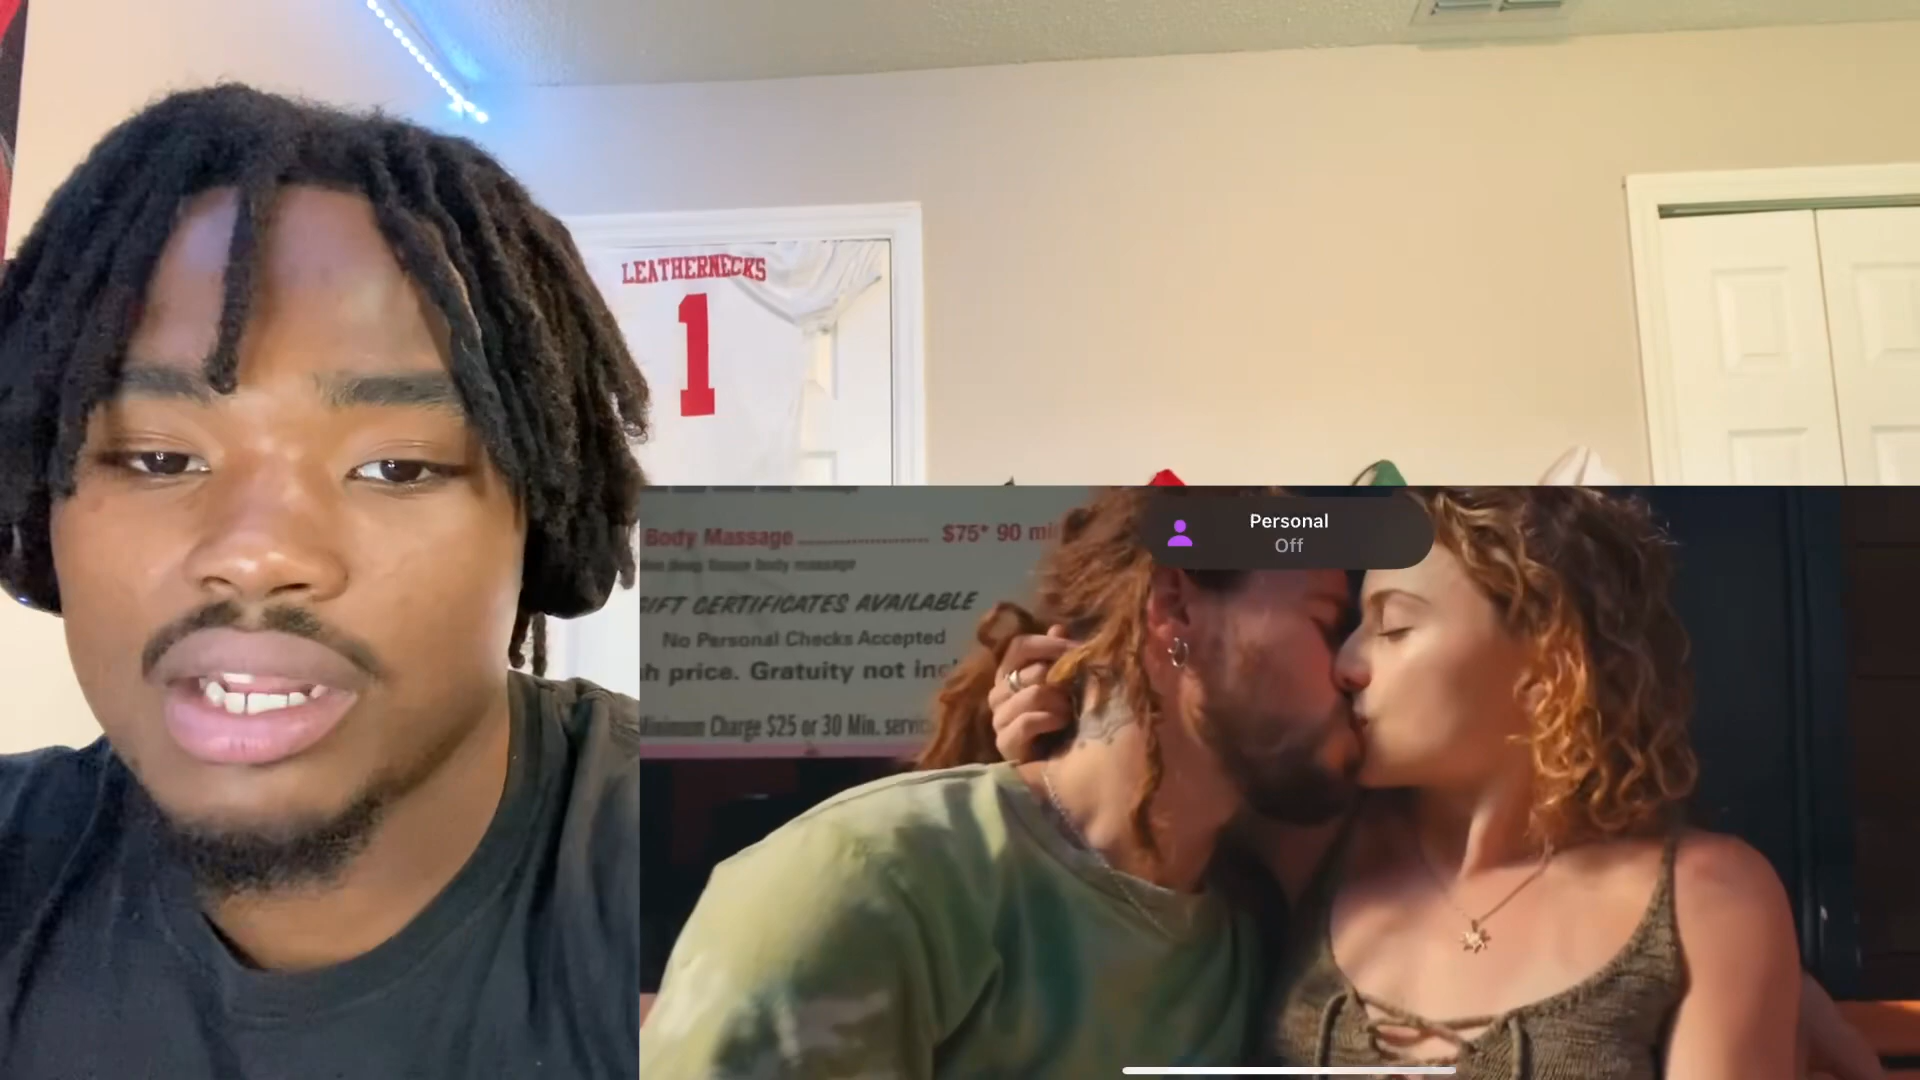 LEATHERNECKS
1
Body Massage .................... $75* 90 mi
GIFT CERTIFICATES AVAILABLE
No Personal Checks Accepted
h price. Gratuity not inc
Minimum Charge $25 or 30 Min. servic
Personal
Off